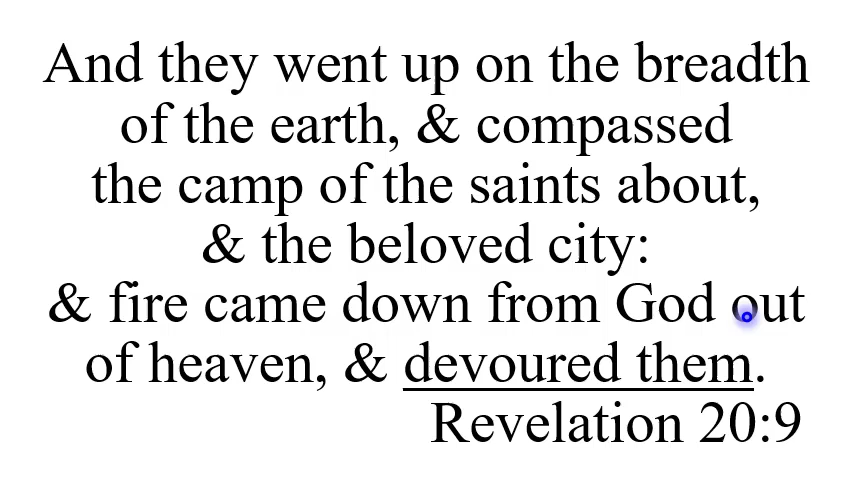 And they went up on the breadth
of the earth, & compassed
the camp of the saints about,
& the beloved city:
& fire came down from God out
of heaven, & devoured them.
Revelation 20:9